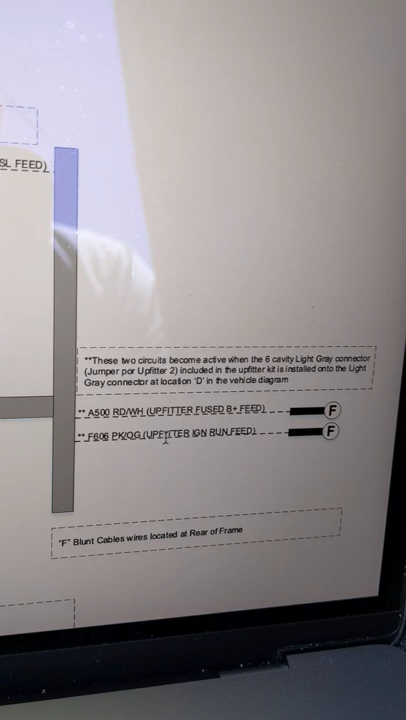 SL FEED)
**These two circuits become active when the 6 cavity Light Gray connector
(Jumper por Upfitter 2) included in the upfitter kit is installed onto the Light
Gray connector at location 'D' in the vehicle diagram
** A500 RD/WH (UPFITTER FUSED B+ FEED)
F
** F606 PK/OG (UPFITTER IGN RUN FEED)
F
"F" Blunt Cables wires located at Rear of Frame